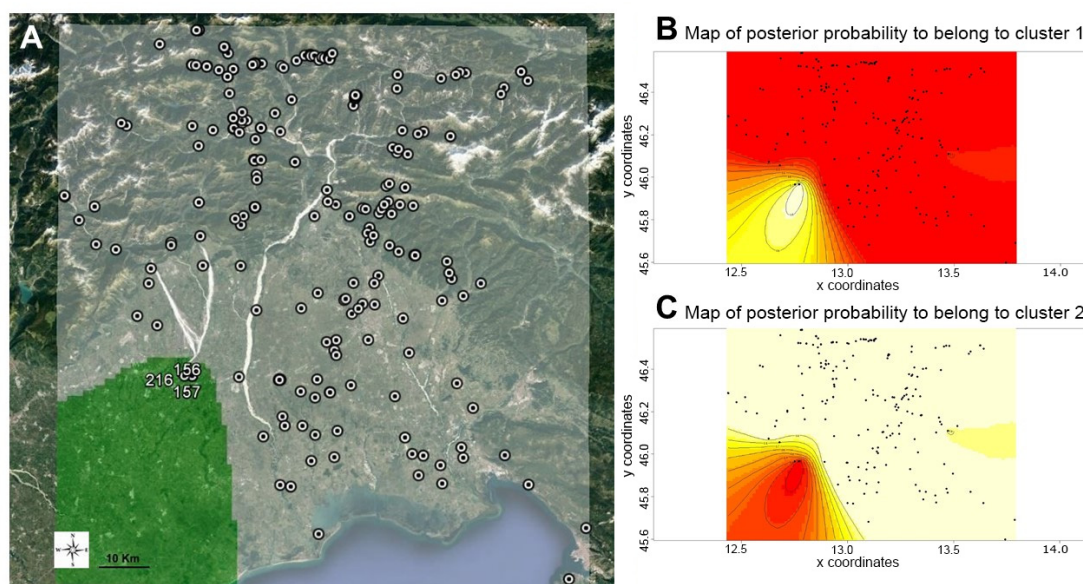 A
156
216
157
N
W E
S
10 Km
B Map of posterior probability to belong to cluster 1
y coordinates
46.4
46.2
46.0
45.8
45.6
12.5 13.0 13.5 14.0
x coordinates
C Map of posterior probability to belong to cluster 2
y coordinates
46.4
46.2
46.0
45.8
45.6
12.5 13.0 13.5 14.0
x coordinates